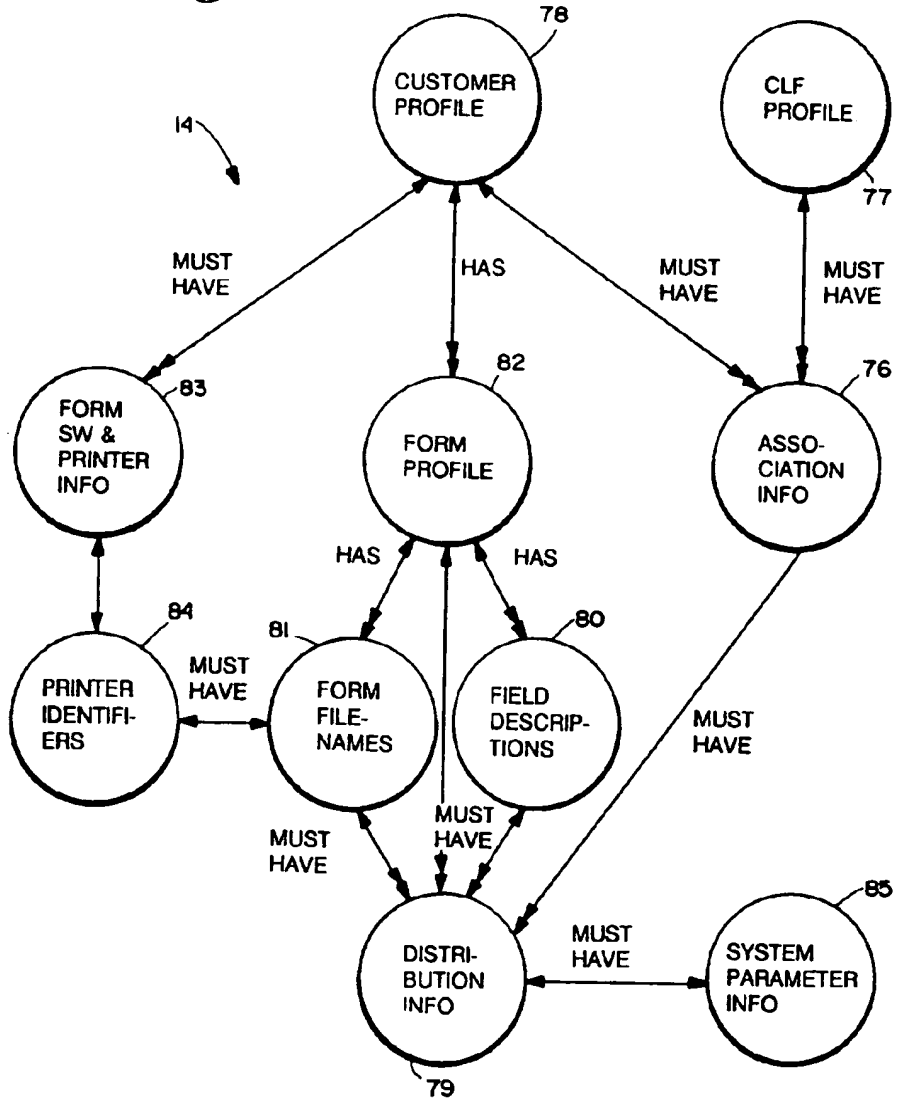 78
CUSTOMER
PROFILE
CLF
PROFILE
77
14
MUST
HAVE
HAS
MUST
HAVE
MUST
HAVE
83
FORM
SW &
PRINTER
INFO
82
FORM
PROFILE
76
ASSO-
CIATION
INFO
HAS
HAS
84
PRINTER
IDENTIFI-
ERS
MUST
HAVE
81
FORM
FILE-
NAMES
80
FIELD
DESCRIP-
TIONS
MUST
HAVE
MUST
HAVE
MUST
HAVE
DISTRI-
BUTION
INFO
79
MUST
HAVE
85
SYSTEM
PARAMETER
INFO